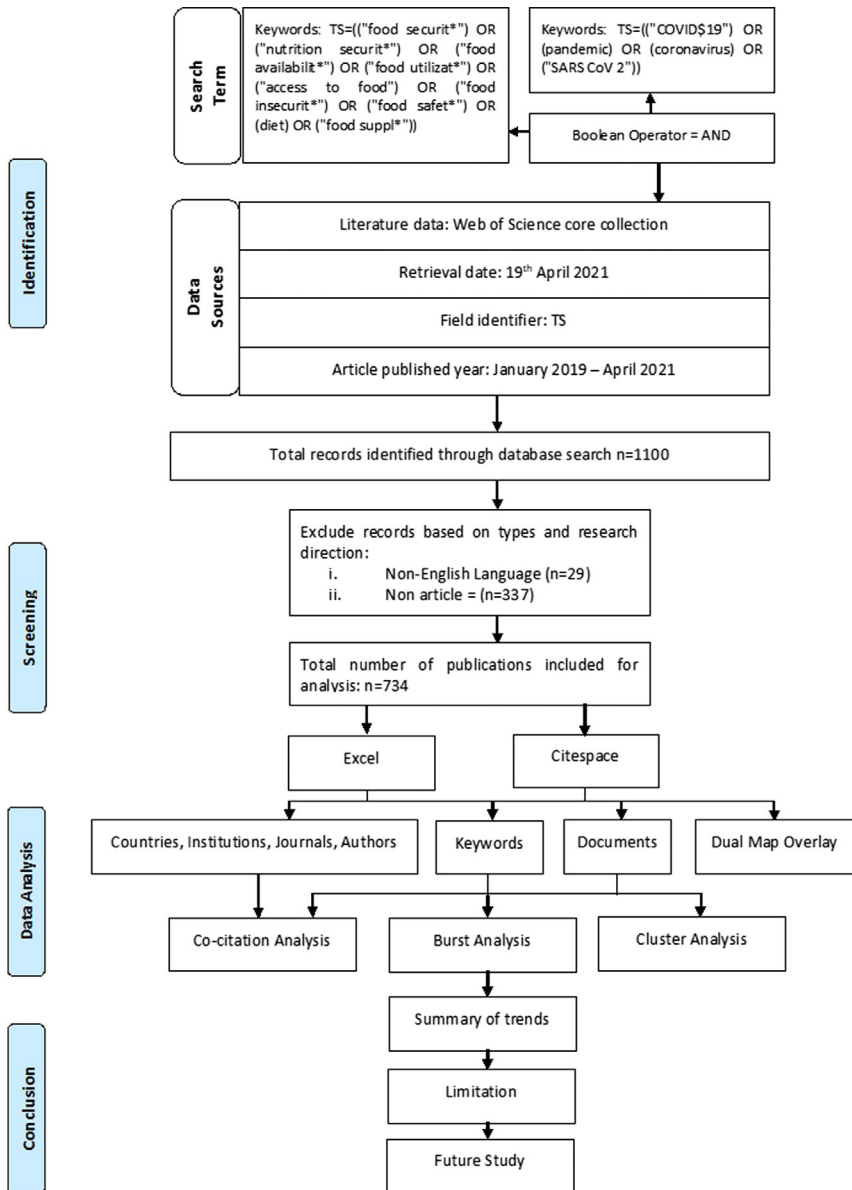 Search
Term
Keywords: TS=(("food securit*") OR
("nutrition securit*") OR ("food
availabilit*") OR ("food utilizat*") OR
("access to food") OR ("food
insecurit*") OR ("food safet*") OR
(diet) OR ("food suppl*"))
Keywords: TS=(("COVID$19") OR
(pandemic) OR (coronavirus) OR
("SARS CoV 2"))
Boolean Operator = AND
Identification
Data
Sources
Literature data: Web of Science core collection
Retrieval date: 19th April 2021
Field identifier: TS
Article published year: January 2019 – April 2021
Total records identified through database search n=1100
Screening
Exclude records based on types and research
direction:
i. Non-English Language (n=29)
ii. Non article = (n=337)
Total number of publications included for
analysis: n=734
Excel
Citespace
Data Analysis
Countries, Institutions, Journals, Authors
Keywords
Documents
Dual Map Overlay
Co-citation Analysis
Burst Analysis
Cluster Analysis
Conclusion
Summary of trends
Limitation
Future Study